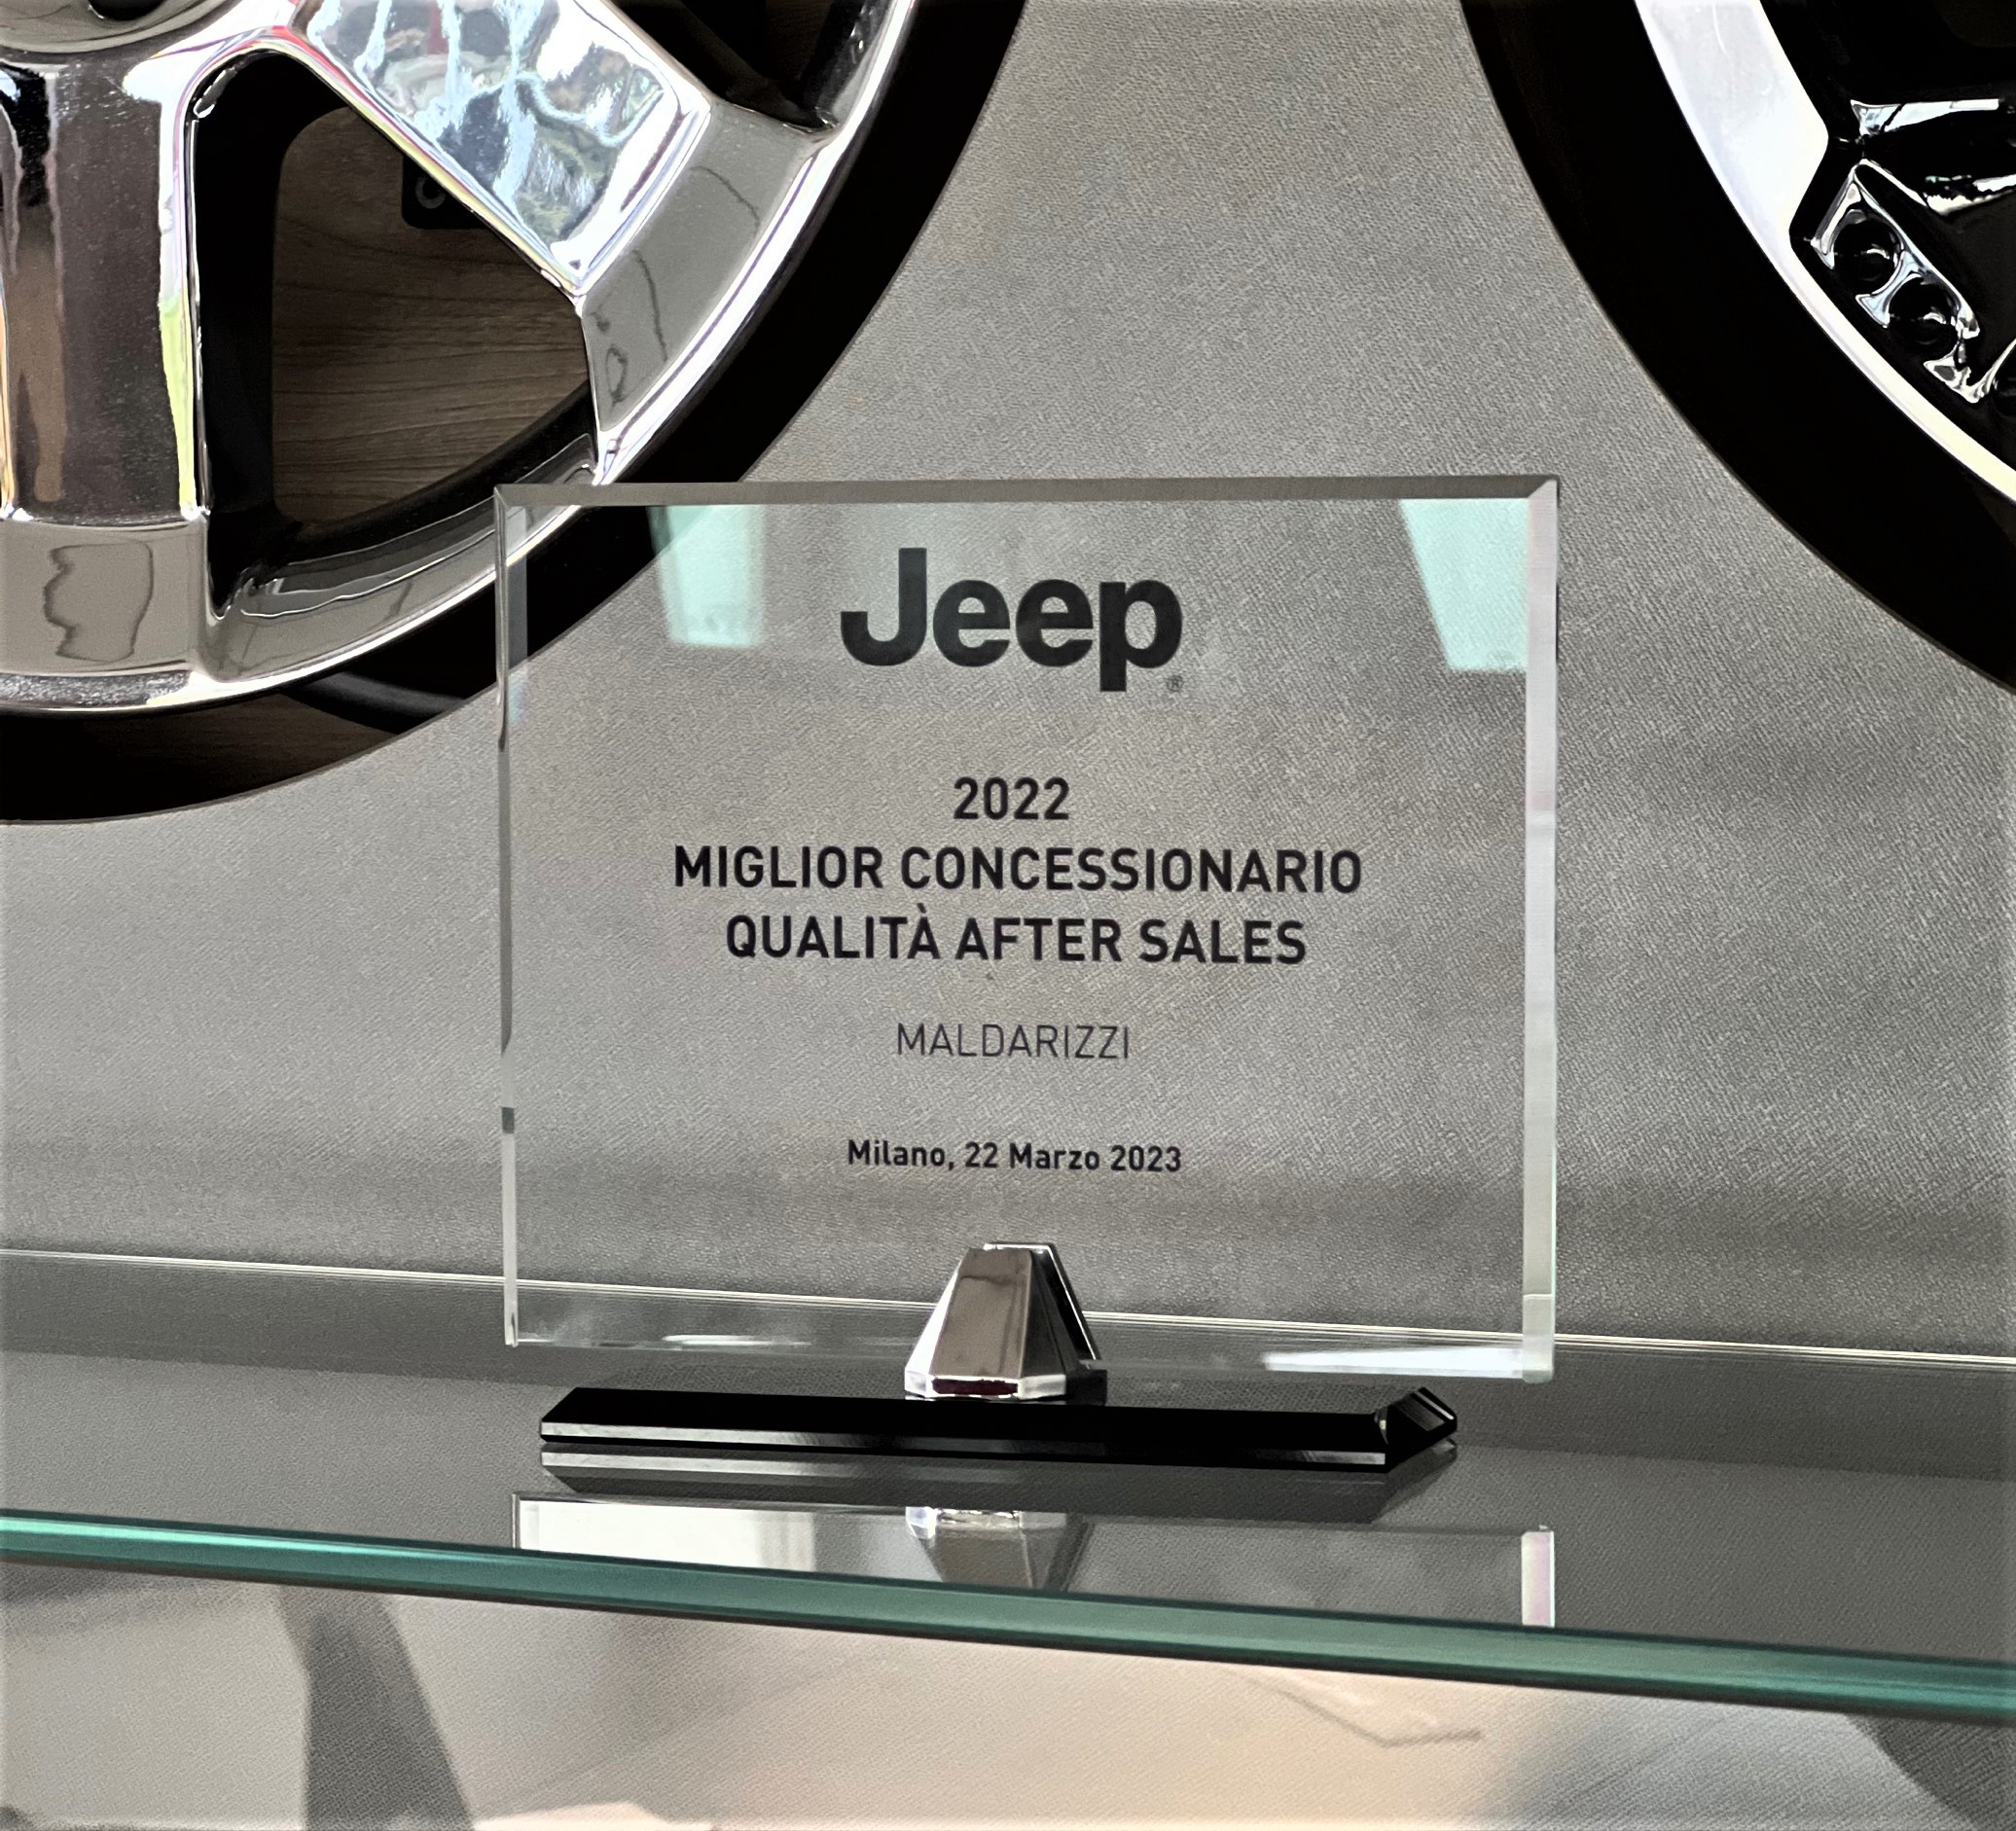 Jeep
®
2022
MIGLIOR CONCESSIONARIO
QUALITÀ AFTER SALES
MALDARIZZI
Milano, 22 Marzo 2023